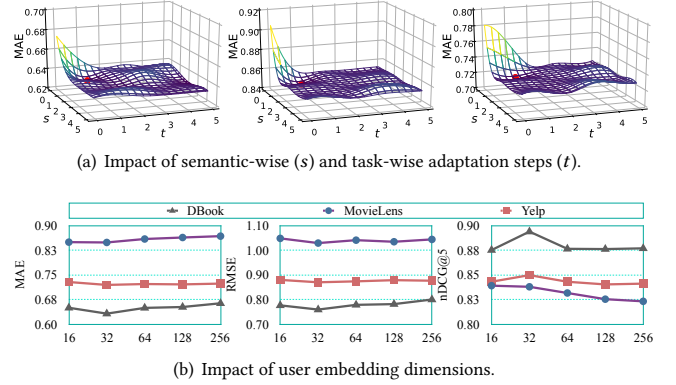 0.70
0.68
0.66
0.64
0.62
MAE
0 1 2 3 4 5
s
0 1 2 3 4 5
t
0.92
0.90
0.88
0.86
0.84
MAE
0 1 2 3 4 5
s
0 1 2 3 4 5
t
0.80
0.78
0.76
0.74
0.72
0.70
MAE
0 1 2 3 4 5
s
0 1 2 3 4 5
t
(a) Impact of semantic-wise (s) and task-wise adaptation steps (t).
DBook MovieLens Yelp
MAE
0.90
0.83
0.75
0.68
0.60
16 32 64 128 256
RMSE
1.10
1.00
0.90
0.80
0.70
16 32 64 128 256
nDCG@5
0.90
0.88
0.85
0.83
0.80
16 32 64 128 256
(b) Impact of user embedding dimensions.